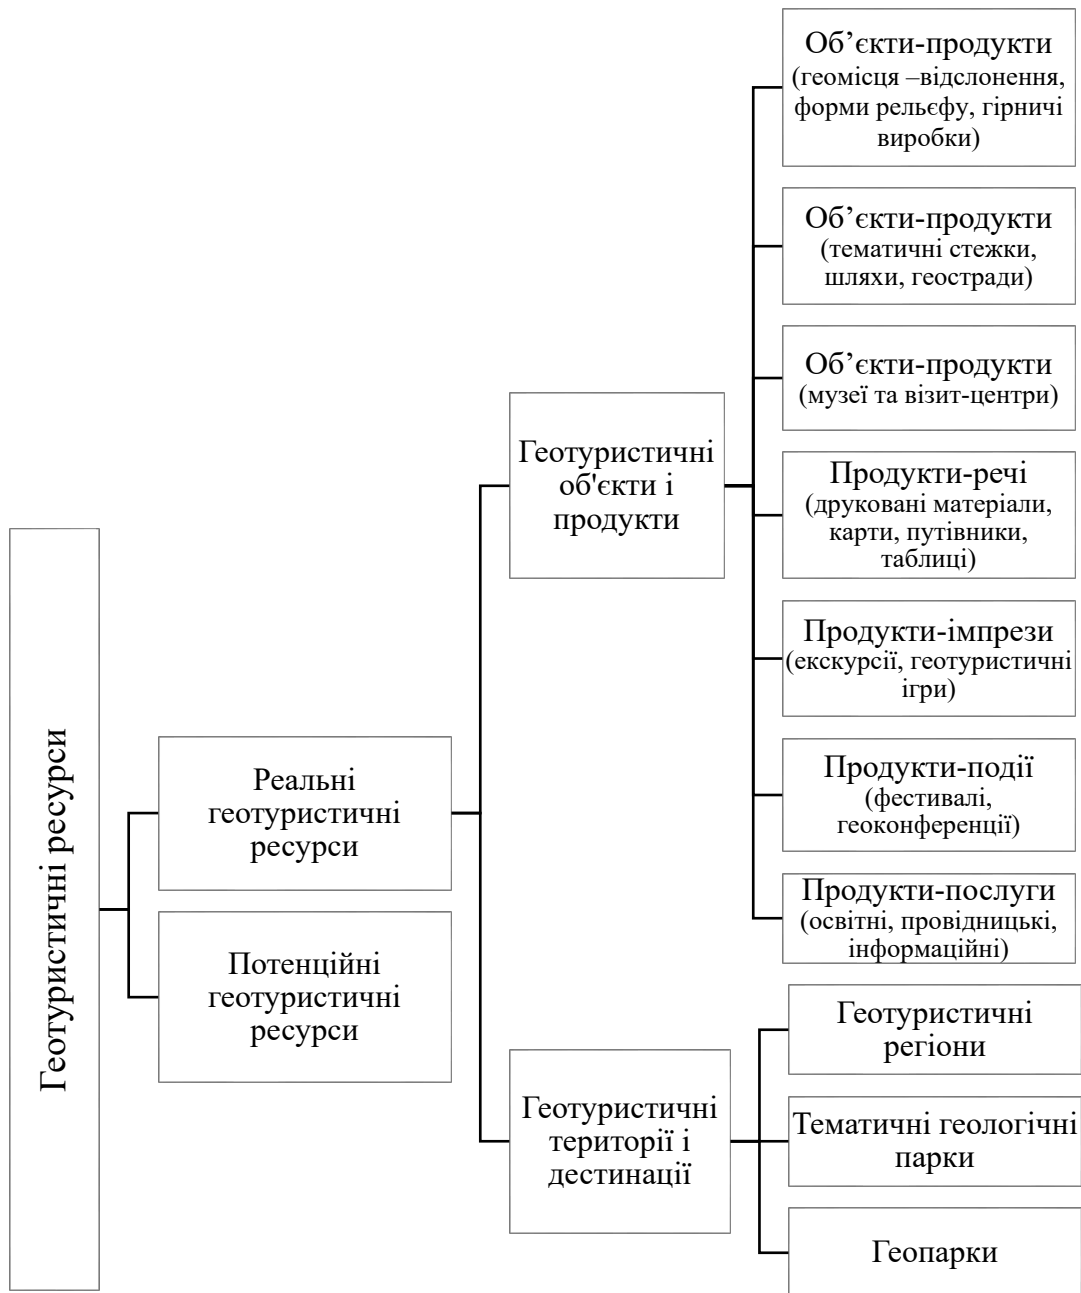 Геотуристичні ресурси
Реальні
геотуристичні
ресурси
Потенційні
геотуристичні
ресурси
Геотуристичні
об'єкти і
продукти
Об’єкти-продукти
(геомісця –відслонення,
форми рельєфу, гірничі
виробки)
Об’єкти-продукти
(тематичні стежки,
шляхи, геостради)
Об’єкти-продукти
(музеї та візит-центри)
Продукти-речі
(друковані матеріали,
карти, путівники,
таблиці)
Продукти-імпрези
(екскурсії, геотуристичні
ігри)
Продукти-події
(фестивалі,
геоконференції)
Продукти-послуги
(освітні, провідницькі,
інформаційні)
Геотуристичні
території і
дестинації
Геотуристичні
регіони
Тематичні геологічні
парки
Геопарки